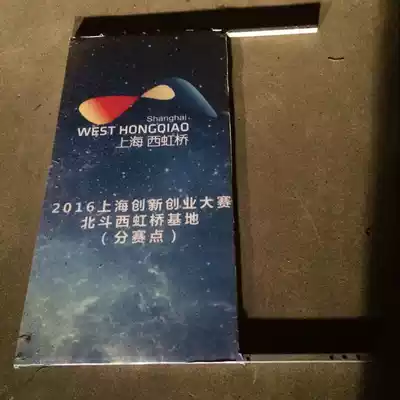 Shanghai
WEST HONGQIAO
上海 西虹桥
2016上海创新创业大赛
北斗西虹桥基地
(分赛点)